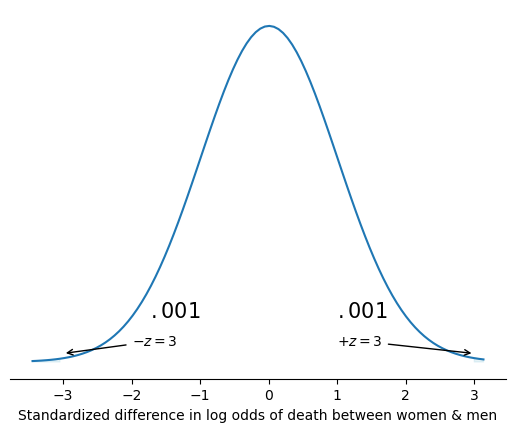 .001 .001
−z = 3 +z = 3
−3 −2 −1 0 1 2 3
Standardized difference in log odds of death between women & men